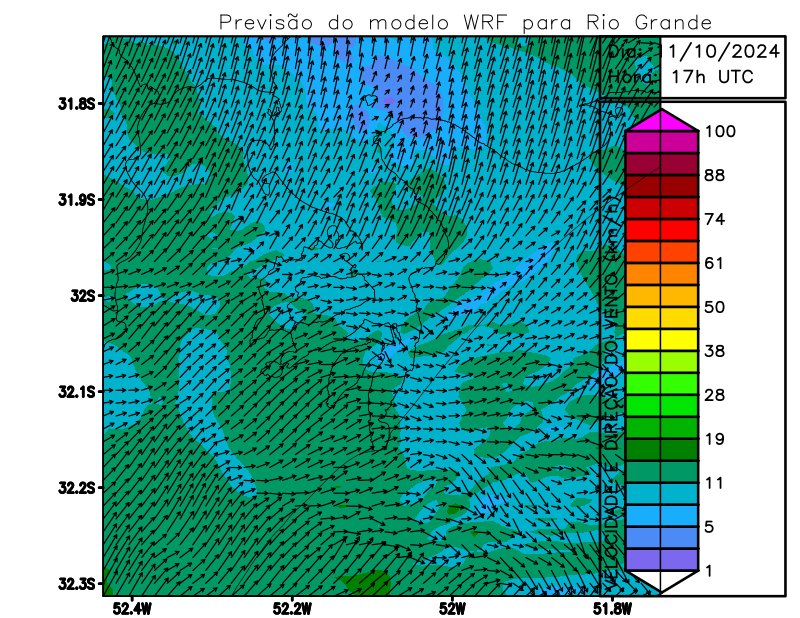 Previsão do modelo WRF para Rio Grande
Dia: 11/10/2024
Hora: 17h UTC
31.8S
31.9S
32S
32.1S
32.2S
32.3S
52.4W
52.2W
52W
51.8W
VELOCIDADE E DIREÇÃO DO VENTO (km/h)
100
88
74
61
50
38
28
19
11
5
1